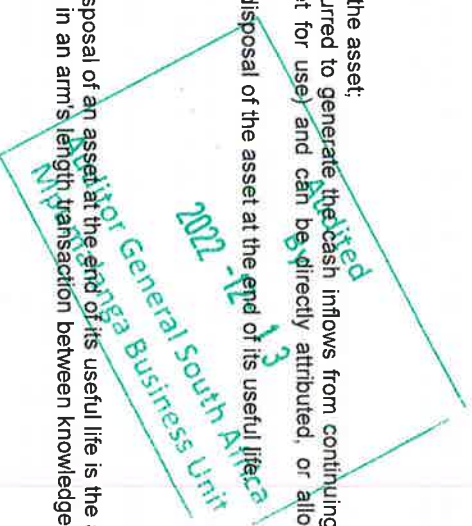 the asset;
urred to generate the cash inflows from continuing
et for use) and can be directly attributed, or allo
disposal of the asset at the end of its useful life.
sposal of an asset at the end of its useful life is the
in an arm's length transaction between knowledge
Audited
By
2022 -12- 13
Auditor General South Africa
Mpumalanga Business Unit